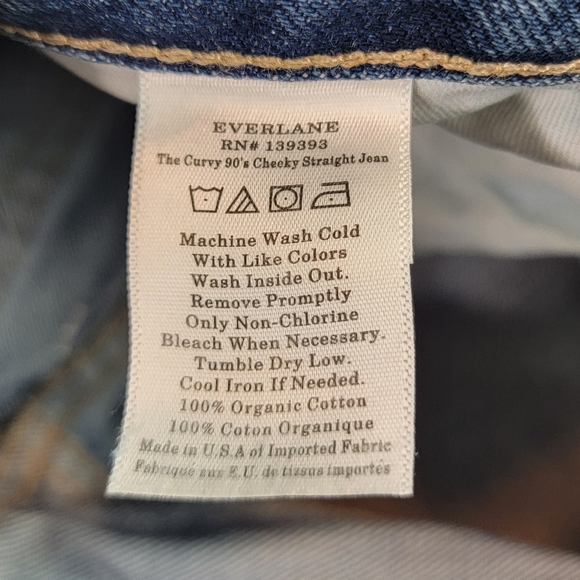 EVERLANE
RN# 139393
The Curvy 90's Cheeky Straight Jean
Machine Wash Cold
With Like Colors
Wash Inside Out.
Remove Promptly
Only Non-Chlorine
Bleach When Necessary.
Tumble Dry Low.
Cool Iron If Needed.
100% Organic Cotton
100% Coton Organique
Made in U.S.A of Imported Fabric
Fabriqué aux E.U. de tissus importés